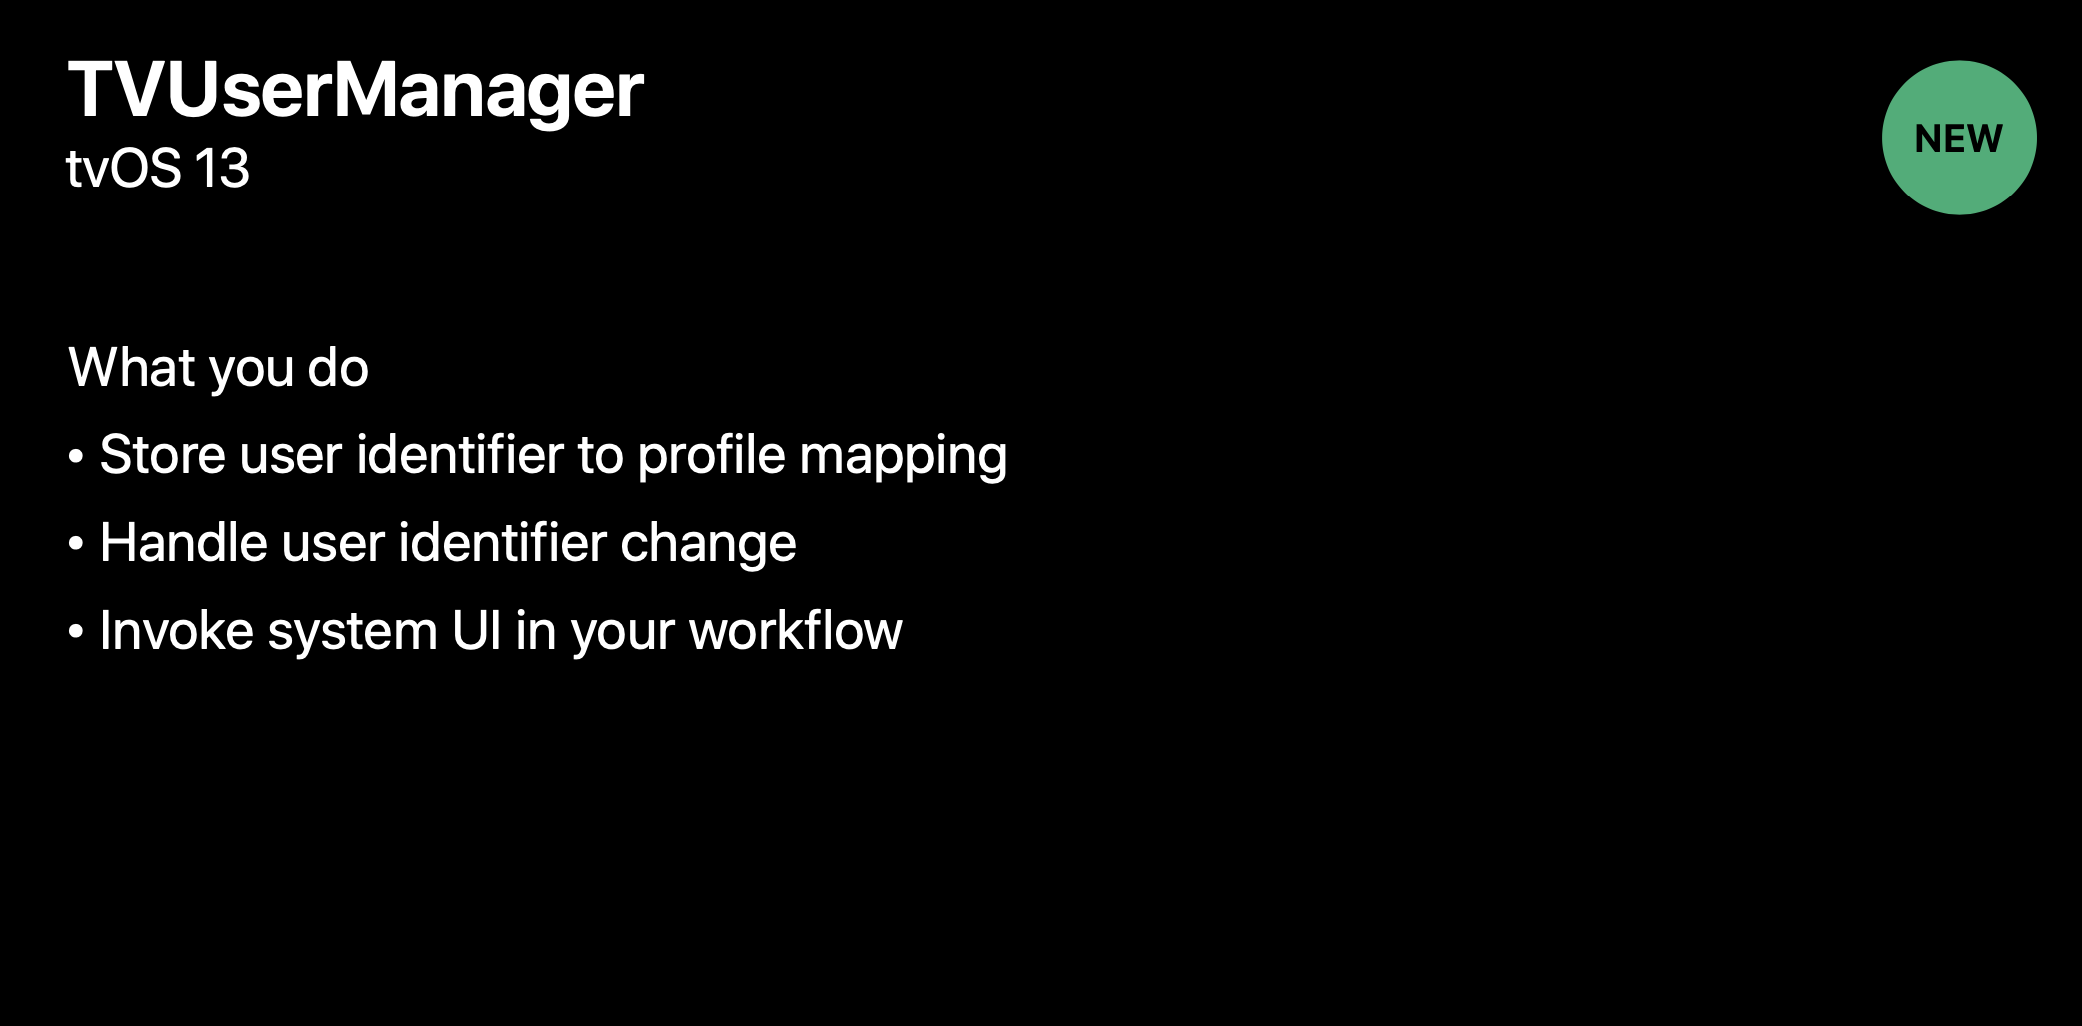 TVUserManager
tvOS 13
NEW
What you do
• Store user identifier to profile mapping
• Handle user identifier change
• Invoke system UI in your workflow